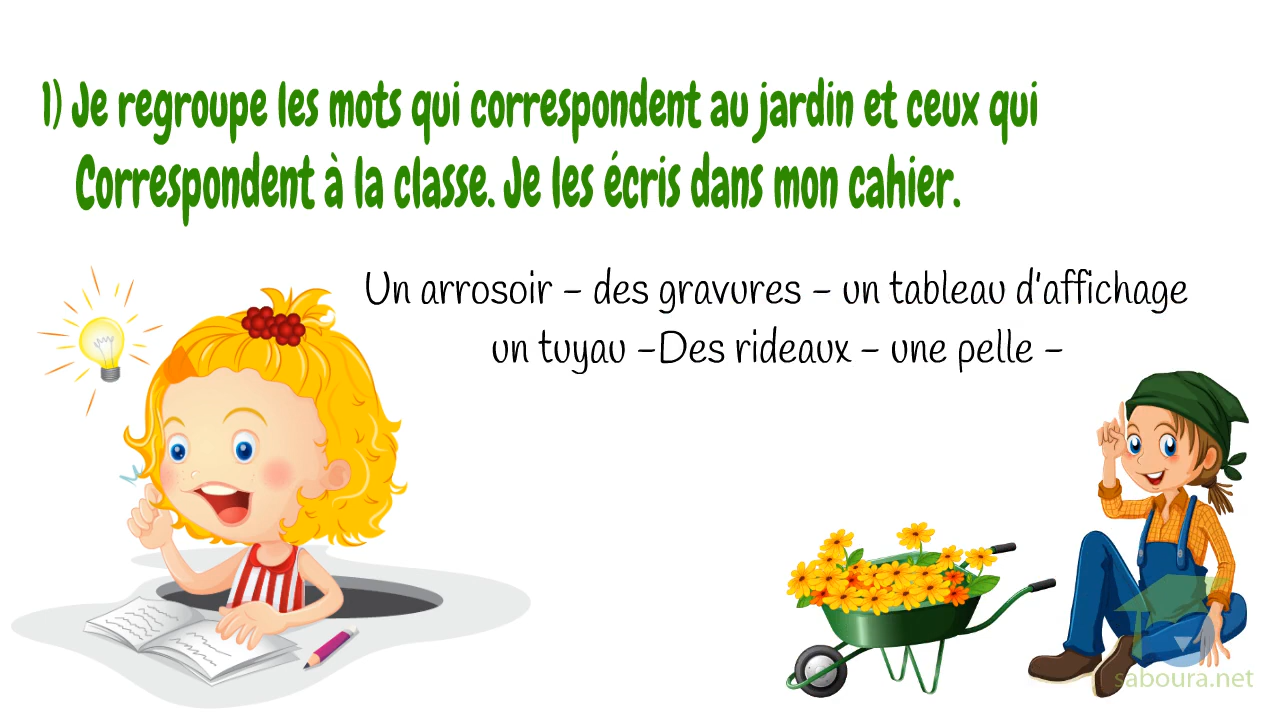 1) Je regroupe les mots qui correspondent au jardin et ceux qui
Correspondent à la classe. Je les écris dans mon cahier.
Un arrosoir – des gravures – un tableau d'affichage
un tuyau –Des rideaux – une pelle –
saboura.net